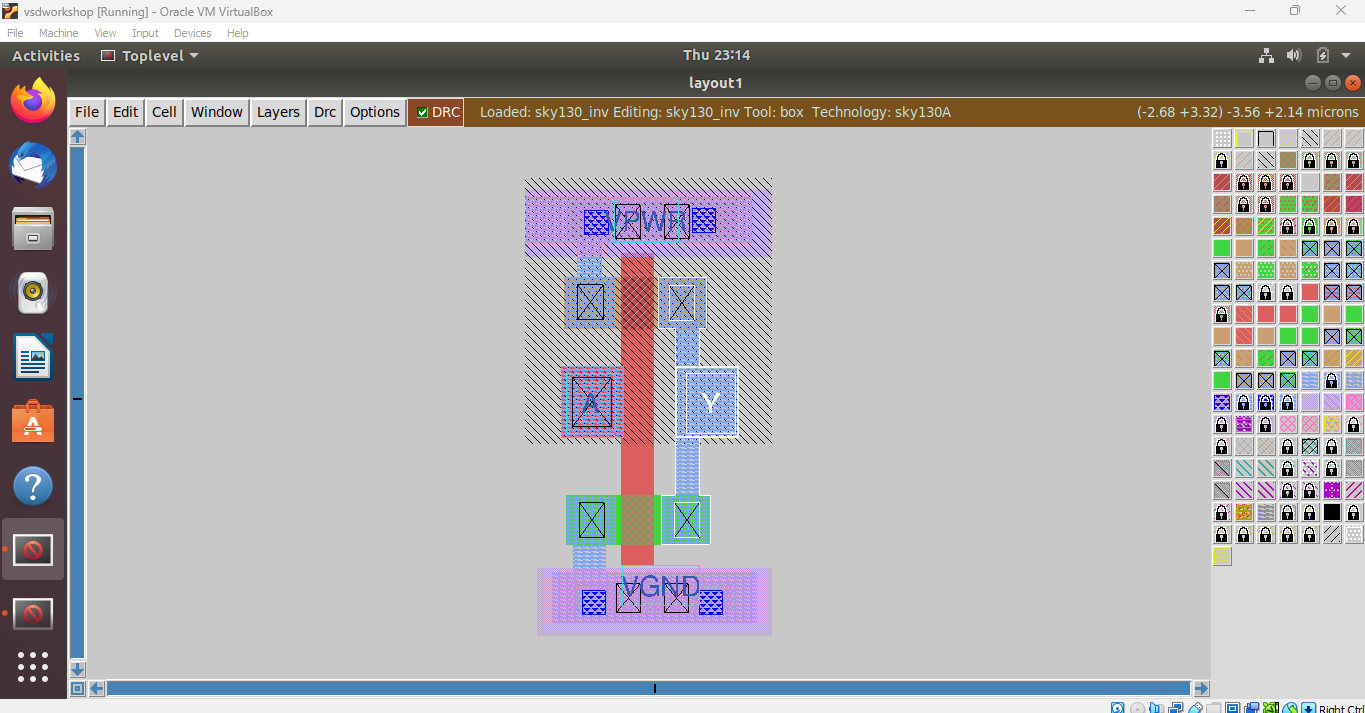 vsdworkshop [Running] - Oracle VM VirtualBox
File Machine View Input Devices Help
Activities Toplevel Thu 23:14
layout1
File Edit Cell Window Layers Drc Options DRC Loaded: sky130_inv Editing: sky130_inv Tool: box Technology: sky130A (-2.68 +3.32) -3.56 +2.14 microns
VPWR
A Y
VGND
Right Ctrl